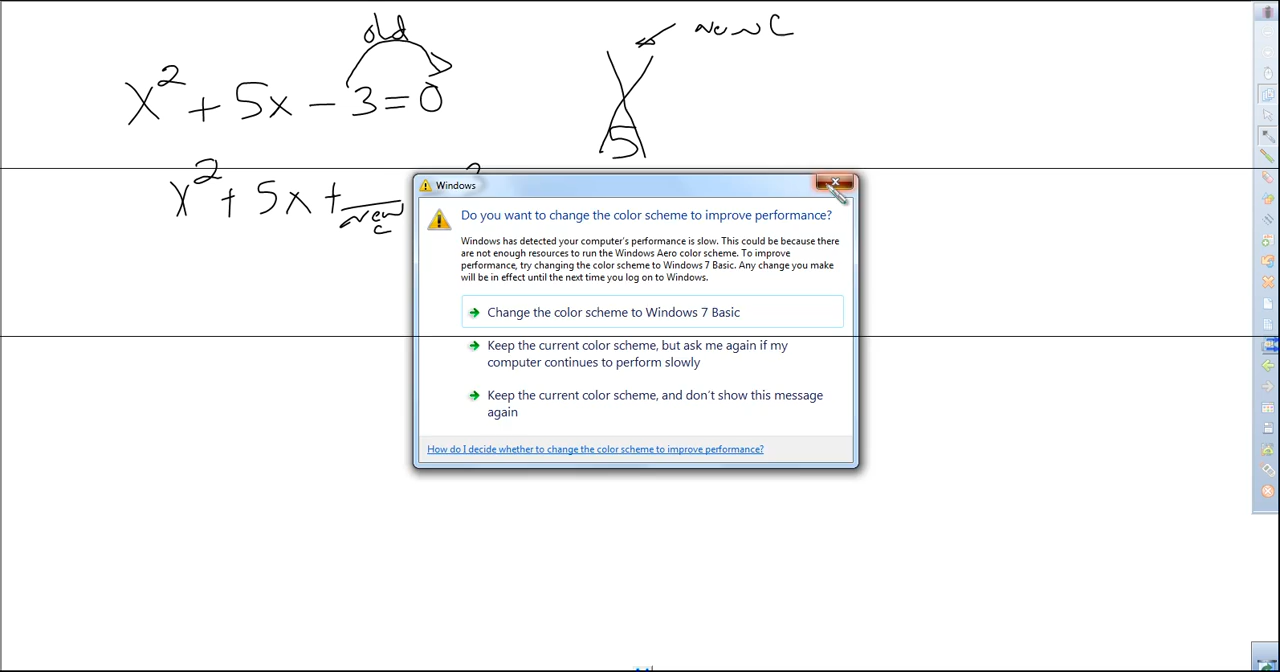 old
new C
x² + 5x - 3 = 0
5
x² + 5x + __
new
c
Windows
Do you want to change the color scheme to improve performance?
Windows has detected your computer's performance is slow. This could be because there
are not enough resources to run the Windows Aero color scheme. To improve
performance, try changing the color scheme to Windows 7 Basic. Any change you make
will be in effect until the next time you log on to Windows.
Change the color scheme to Windows 7 Basic
Keep the current color scheme, but ask me again if my
computer continues to perform slowly
Keep the current color scheme, and don't show this message
again
How do I decide whether to change the color scheme to improve performance?